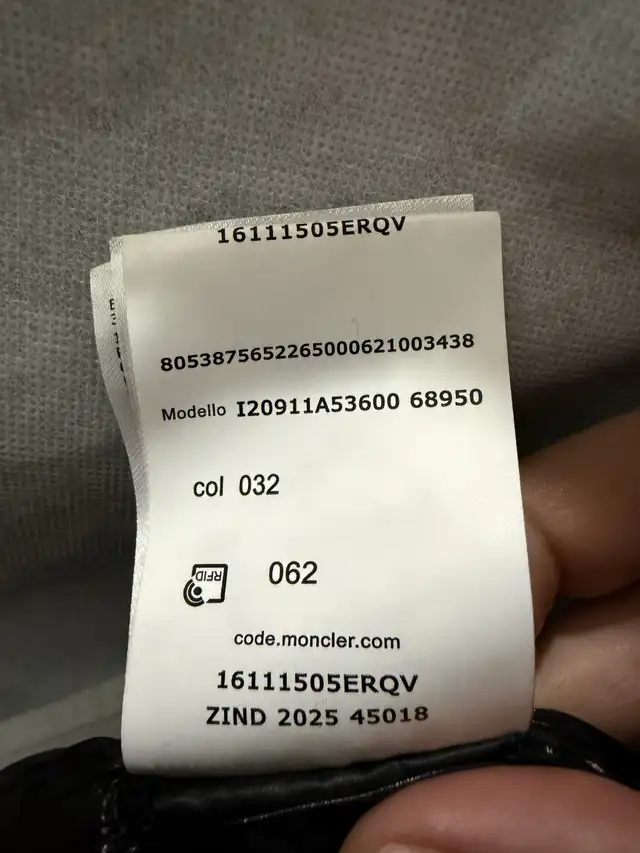 16111505ERQV
8053875652265000621003438
Modello I20911A53600 68950
col 032
RFID
062
code.moncler.com
16111505ERQV
ZIND 2025 45018